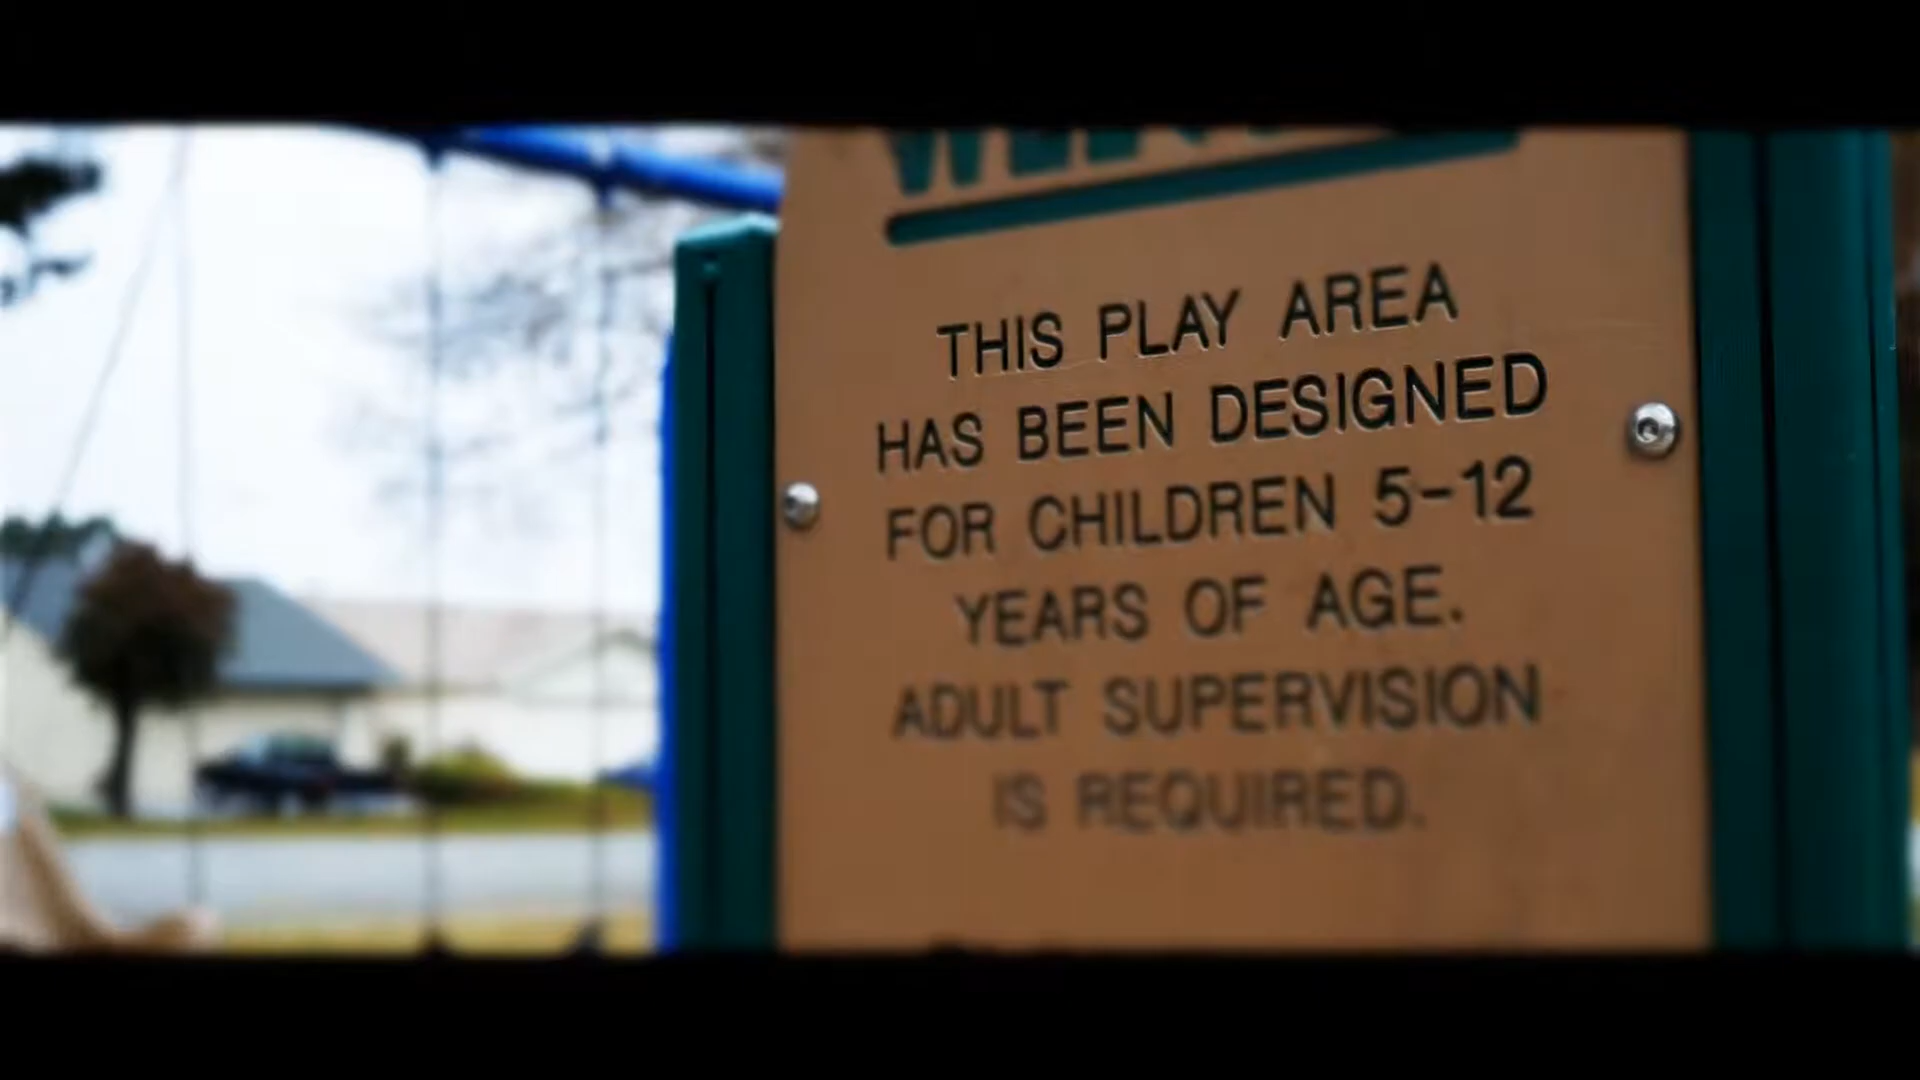 THIS PLAY AREA
HAS BEEN DESIGNED
FOR CHILDREN 5-12
YEARS OF AGE.
ADULT SUPERVISION
IS REQUIRED.